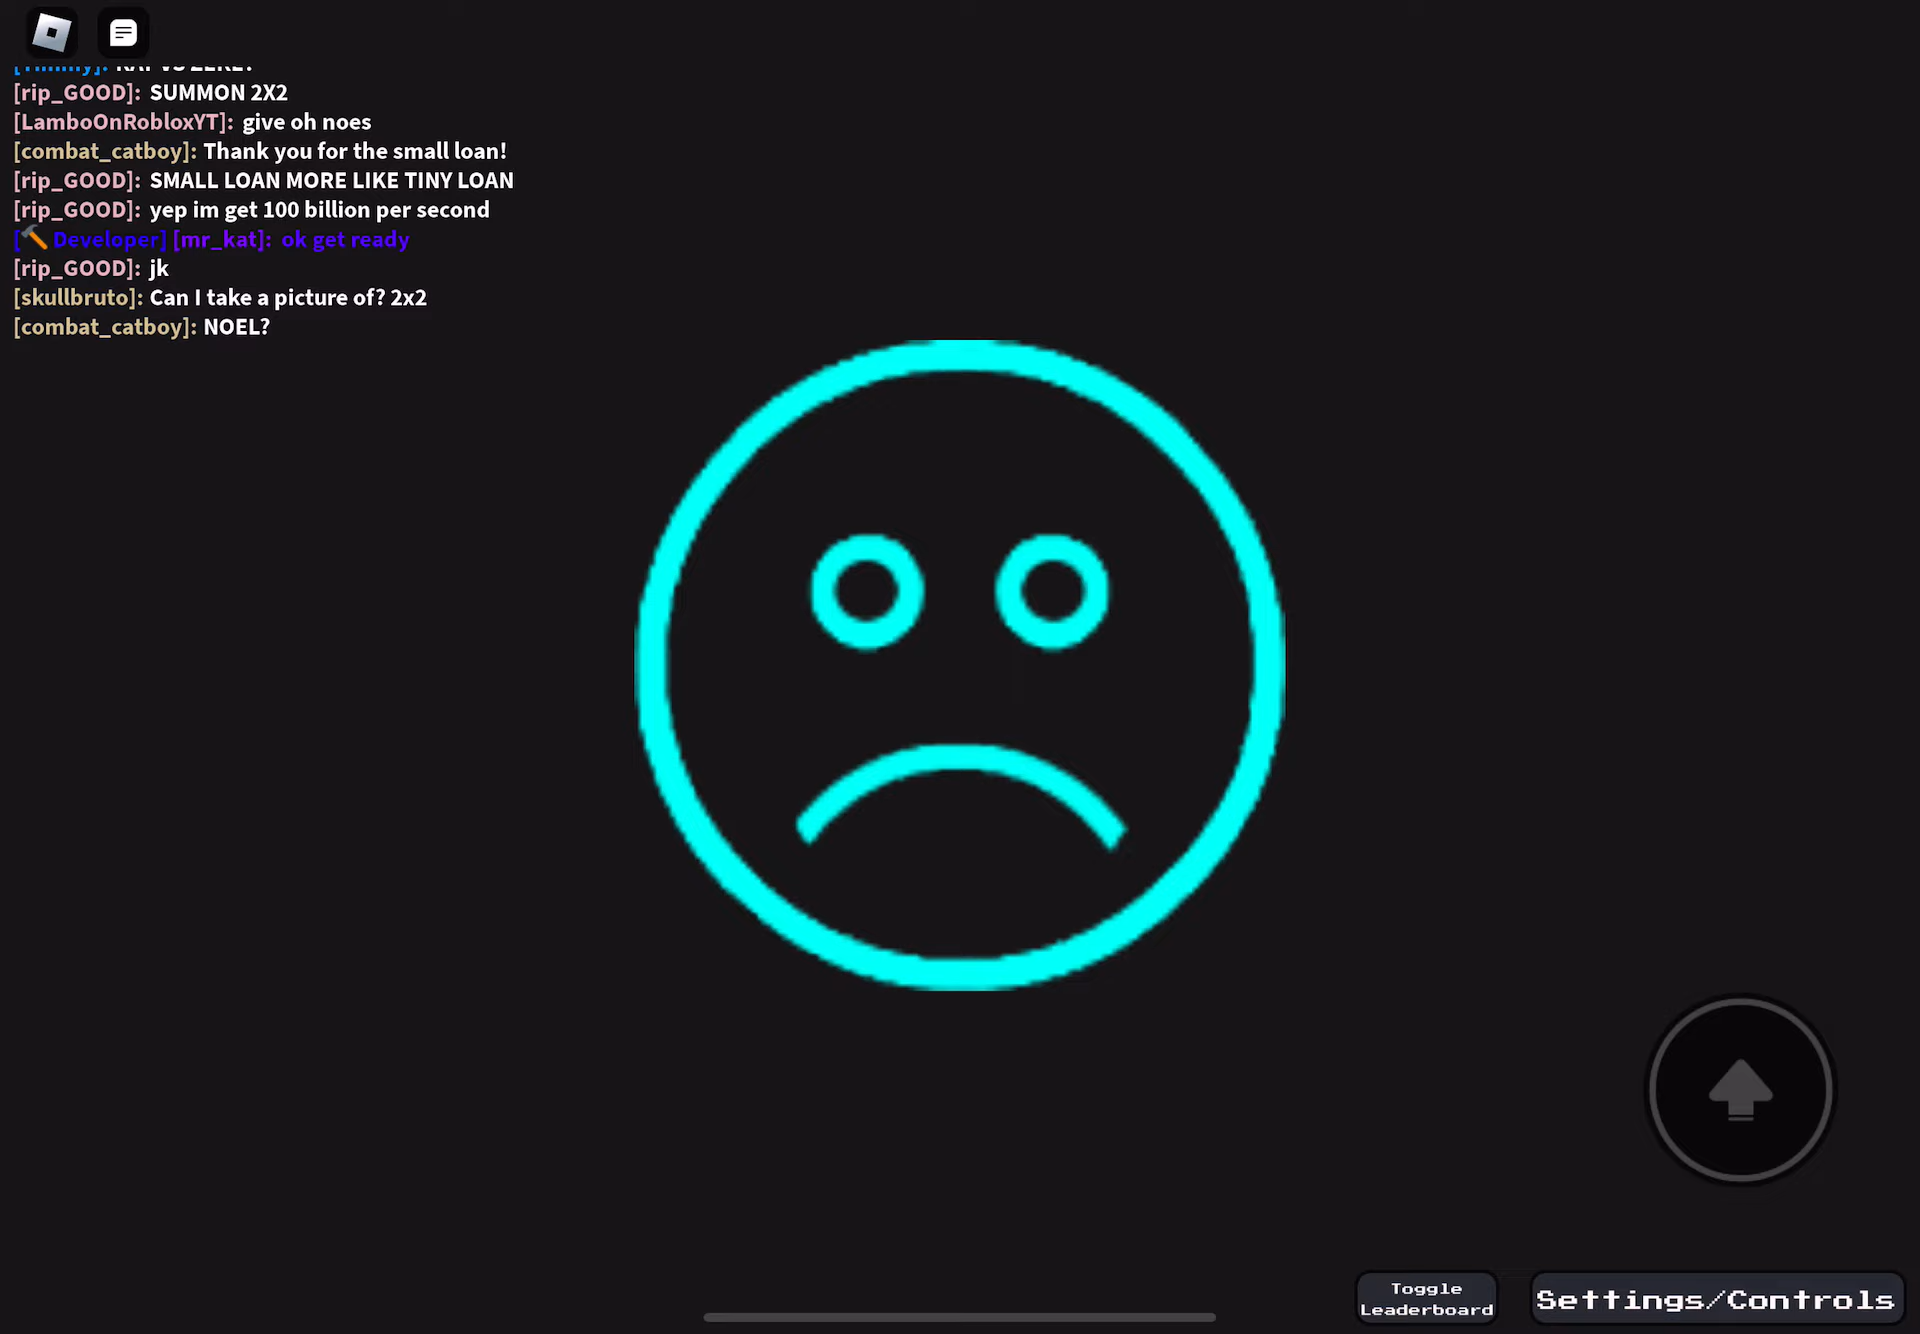 [rip_GOOD]: SUMMON 2X2
[LamboOnRobloxYT]: give oh noes
[combat_catboy]: Thank you for the small loan!
[rip_GOOD]: SMALL LOAN MORE LIKE TINY LOAN
[rip_GOOD]: yep im get 100 billion per second
[🔨Developer] [mr_kat]: ok get ready
[rip_GOOD]: jk
[skullbruto]: Can I take a picture of? 2x2
[combat_catboy]: NOEL?
Toggle
Leaderboard
Settings/Controls